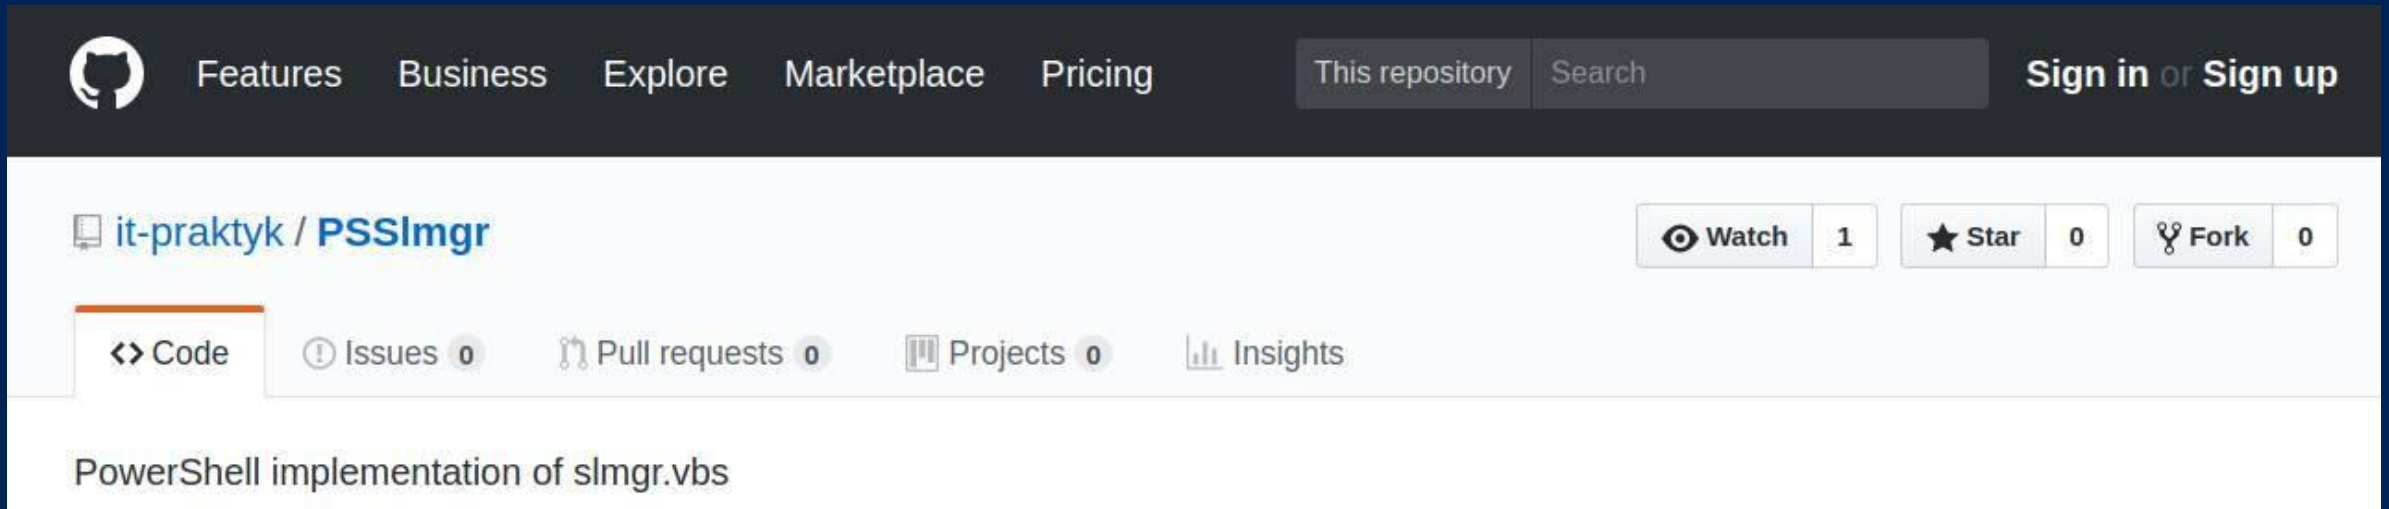 Features Business Explore Marketplace Pricing This repository Search Sign in or Sign up
it-praktyk / PSSlmgr Watch 1 Star 0 Fork 0
Code Issues 0 Pull requests 0 Projects 0 Insights
PowerShell implementation of slmgr.vbs